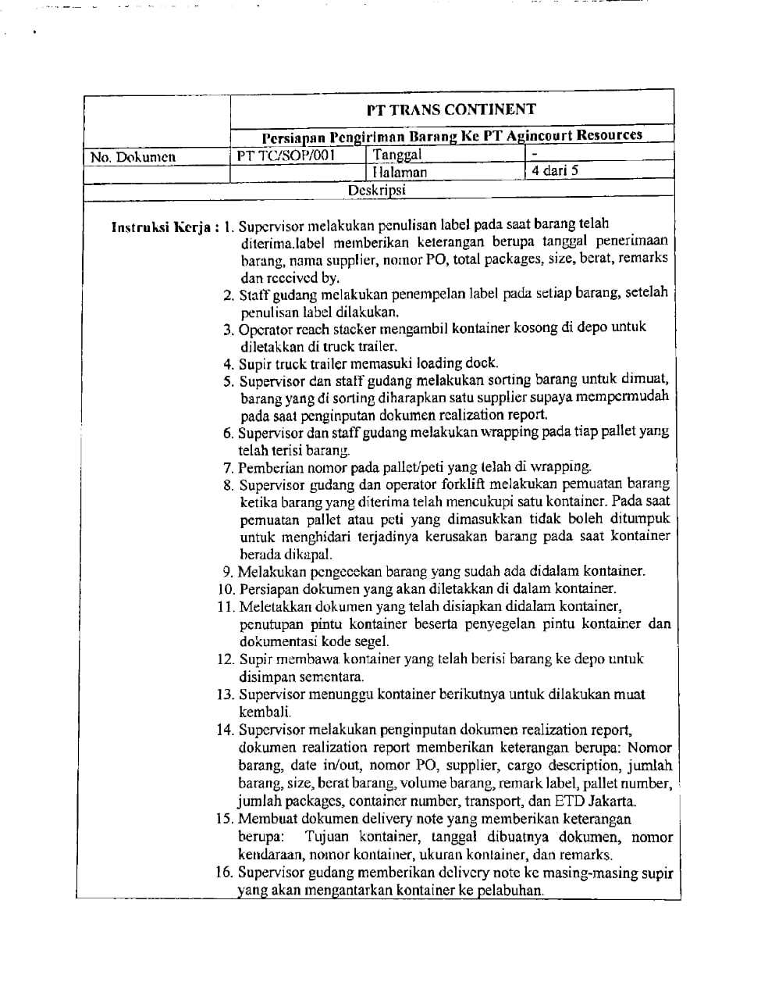 PT TRANS CONTINENT
Persiapan Pengiriman Barang Ke PT Agincourt Resources
No. Dokumen PT TC/SOP/001 Tanggal -
Halaman 4 dari 5
Deskripsi
Instruksi Kerja : 1. Supervisor melakukan penulisan label pada saat barang telah
diterima.label memberikan keterangan berupa tanggal penerimaan
barang, nama supplier, nomor PO, total packages, size, berat, remarks
dan received by.
2. Staff gudang melakukan penempelan label pada setiap barang, setelah
penulisan label dilakukan.
3. Operator reach stacker mengambil kontainer kosong di depo untuk
diletakkan di truck trailer.
4. Supir truck trailer memasuki loading dock.
5. Supervisor dan staff gudang melakukan sorting barang untuk dimuat,
barang yang di sorting diharapkan satu supplier supaya mempermudah
pada saat penginputan dokumen realization report.
6. Supervisor dan staff gudang melakukan wrapping pada tiap pallet yang
telah terisi barang.
7. Pemberian nomor pada pallet/peti yang telah di wrapping.
8. Supervisor gudang dan operator forklift melakukan pemuatan barang
ketika barang yang diterima telah mencukupi satu kontainer. Pada saat
pemuatan pallet atau peti yang dimasukkan tidak boleh ditumpuk
untuk menghidari terjadinya kerusakan barang pada saat kontainer
berada dikapal.
9. Melakukan pengecekan barang yang sudah ada didalam kontainer.
10. Persiapan dokumen yang akan diletakkan di dalam kontainer.
11. Meletakkan dokumen yang telah disiapkan didalam kontainer,
penutupan pintu kontainer beserta penyegelan pintu kontainer dan
dokumentasi kode segel.
12. Supir membawa kontainer yang telah berisi barang ke depo untuk
disimpan sementara.
13. Supervisor menunggu kontainer berikutnya untuk dilakukan muat
kembali.
14. Supervisor melakukan penginputan dokumen realization report,
dokumen realization report memberikan keterangan berupa: Nomor
barang, date in/out, nomor PO, supplier, cargo description, jumlah
barang, size, berat barang, volume barang, remark label, pallet number,
jumlah packages, container number, transport, dan ETD Jakarta.
15. Membuat dokumen delivery note yang memberikan keterangan
berupa: Tujuan kontainer, tanggal dibuatnya dokumen, nomor
kendaraan, nomor kontainer, ukuran kontainer, dan remarks.
16. Supervisor gudang memberikan delivery note ke masing-masing supir
yang akan mengantarkan kontainer ke pelabuhan.